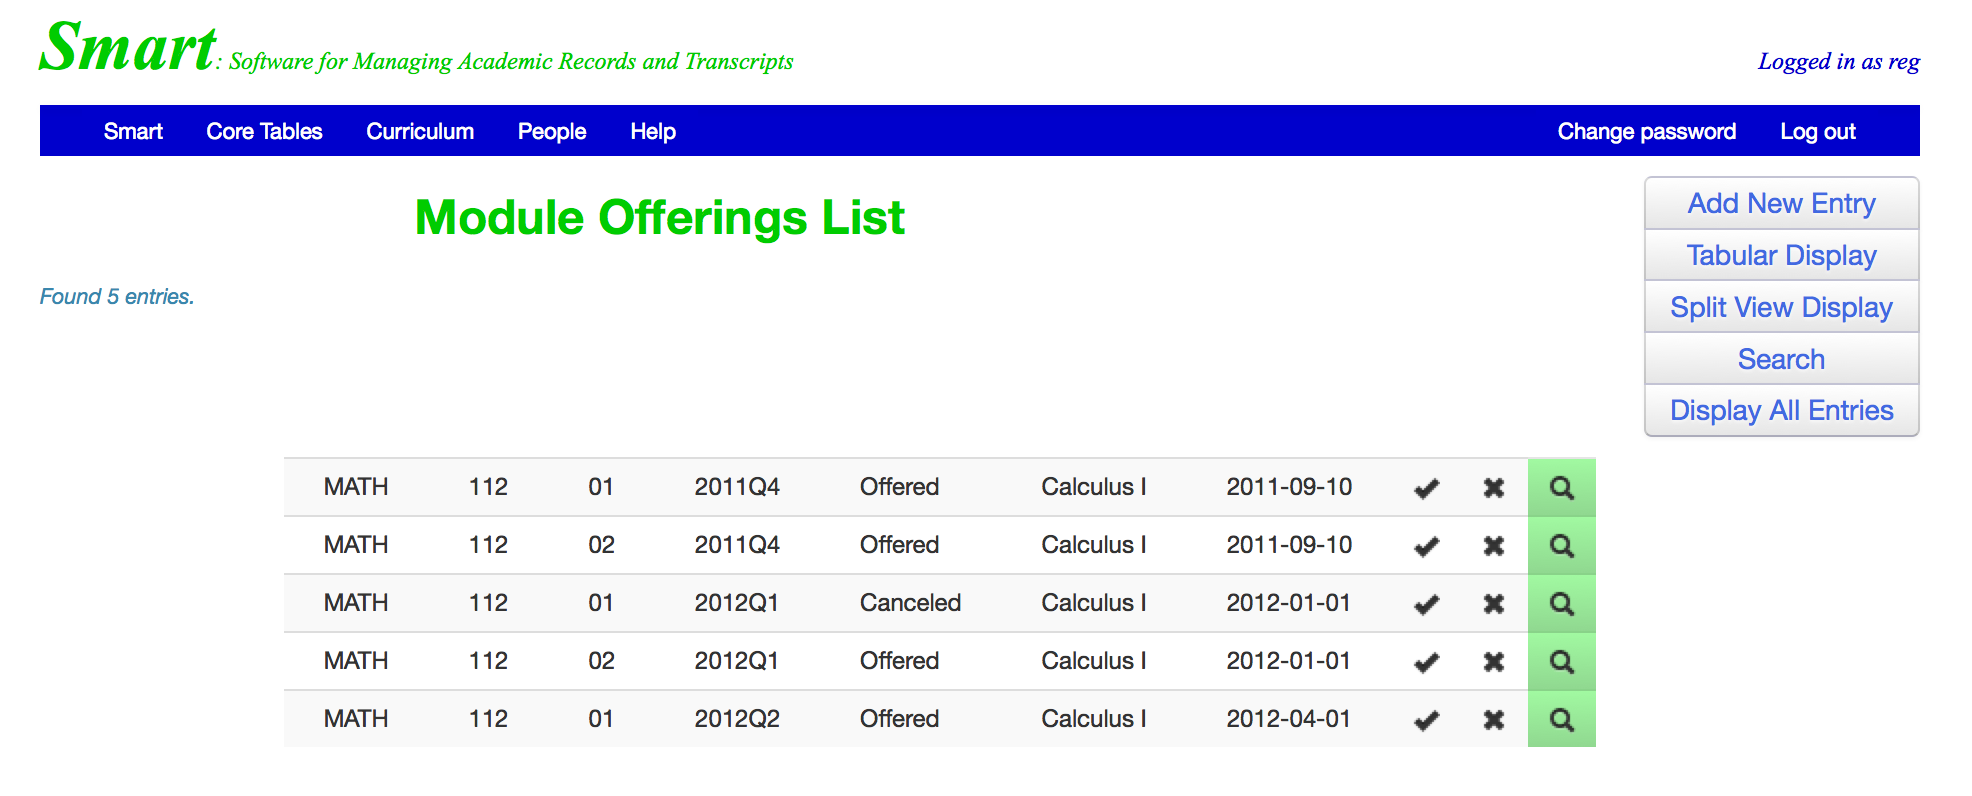 Smart: Software for Managing Academic Records and Transcripts
Logged in as reg
Smart Core Tables Curriculum People Help Change password Log out
Module Offerings List
Found 5 entries.
Add New Entry
Tabular Display
Split View Display
Search
Display All Entries
MATH 112 01 2011Q4 Offered Calculus I 2011-09-10
MATH 112 02 2011Q4 Offered Calculus I 2011-09-10
MATH 112 01 2012Q1 Canceled Calculus I 2012-01-01
MATH 112 02 2012Q1 Offered Calculus I 2012-01-01
MATH 112 01 2012Q2 Offered Calculus I 2012-04-01